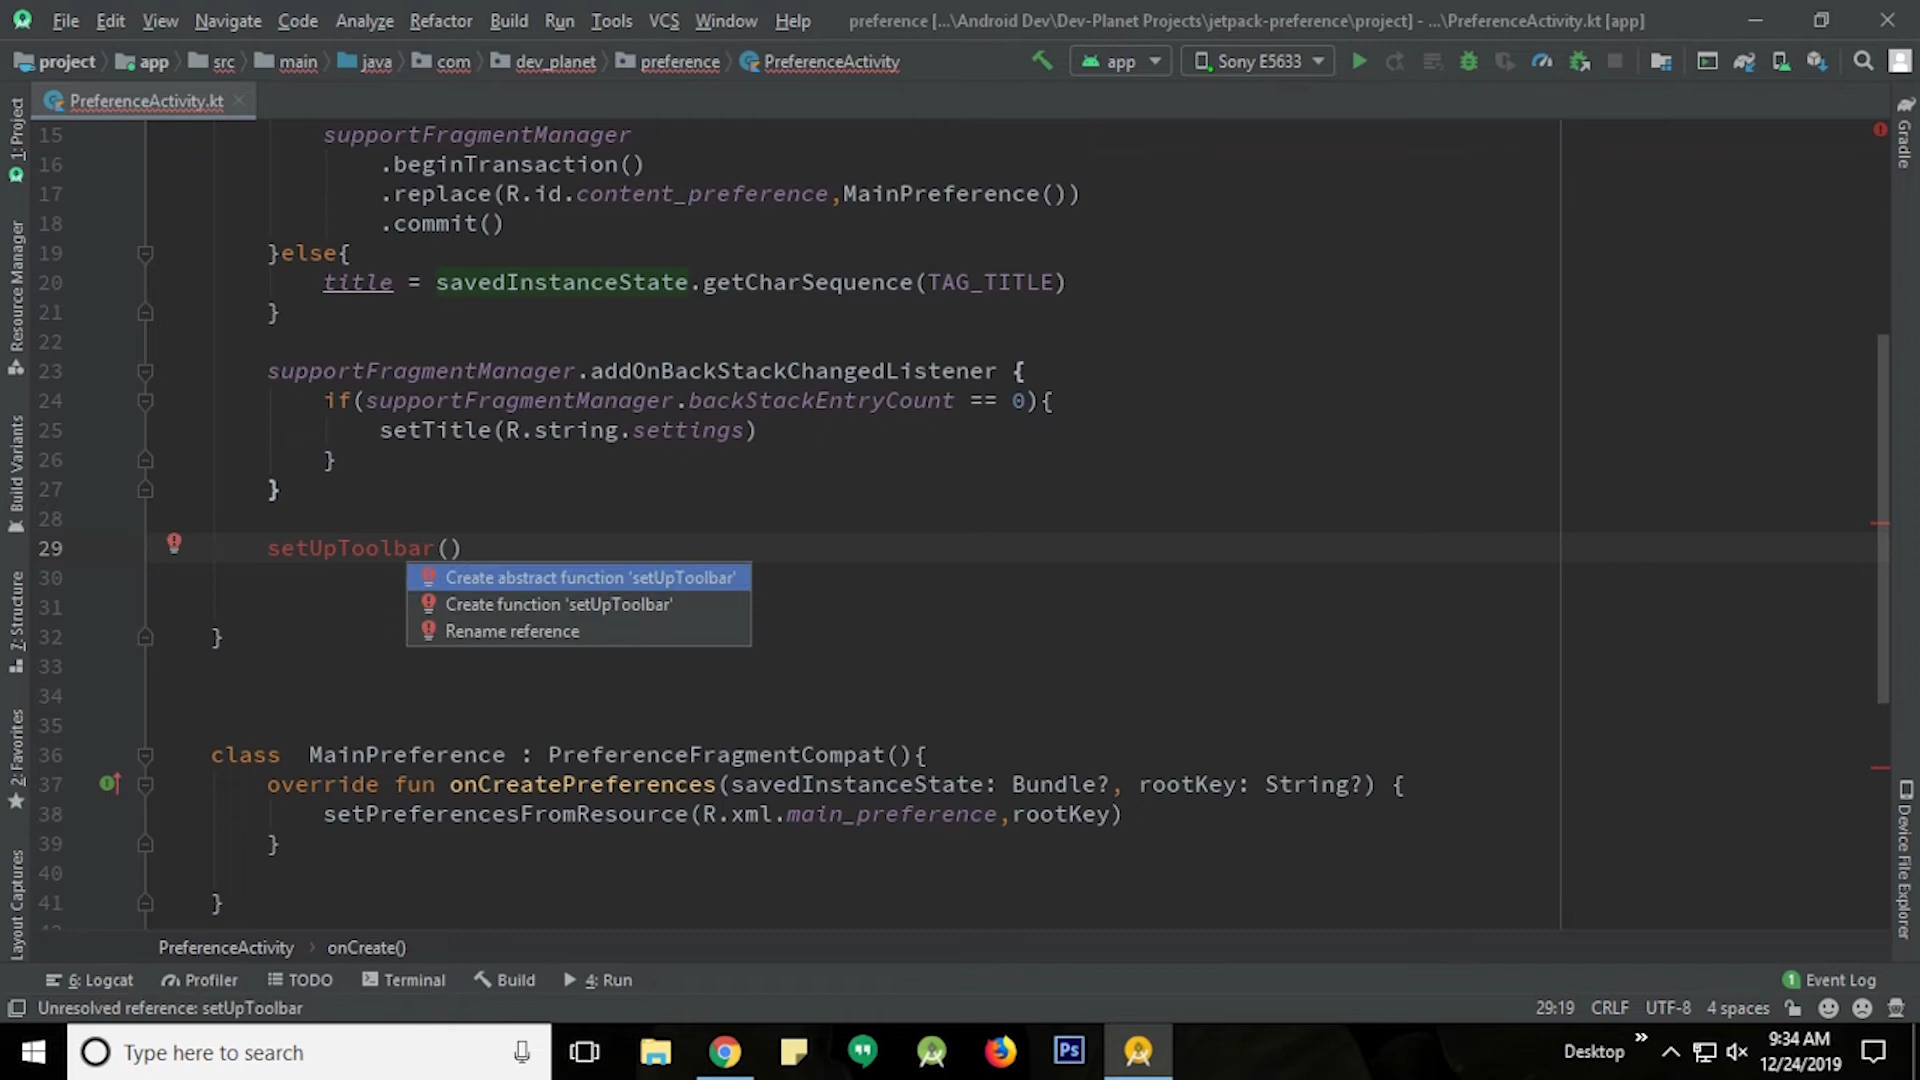 File Edit View Navigate Code Analyze Refactor Build Run Tools VCS Window Help preference [...\Android Dev\Dev-Planet Projects\jetpack-preference\project] - ...\PreferenceActivity.kt [app]
project app src main java com dev_planet preference PreferenceActivity app Sony E5633
PreferenceActivity.kt
1: Project
Resource Manager
Build Variants
7: Structure
2: Favorites
Layout Captures
15 supportFragmentManager
16 .beginTransaction()
17 .replace(R.id.content_preference,MainPreference())
18 .commit()
19 }else{
20 title = savedInstanceState.getCharSequence(TAG_TITLE)
21 }
22
23 supportFragmentManager.addOnBackStackChangedListener {
24 if(supportFragmentManager.backStackEntryCount == 0){
25 setTitle(R.string.settings)
26 }
27 }
28
29 setUpToolbar()
30 Create abstract function 'setUpToolbar'
31 Create function 'setUpToolbar'
Rename reference
32 }
33
34
35
36 class MainPreference : PreferenceFragmentCompat(){
37 override fun onCreatePreferences(savedInstanceState: Bundle?, rootKey: String?) {
38 setPreferencesFromResource(R.xml.main_preference,rootKey)
39 }
40
41 }
Gradle
Device File Explorer
PreferenceActivity onCreate()
6: Logcat Profiler TODO Terminal Build 4: Run 1 Event Log
Unresolved reference: setUpToolbar 29:19 CRLF UTF-8 4 spaces
Type here to search Ps Desktop 9:34 AM
12/24/2019